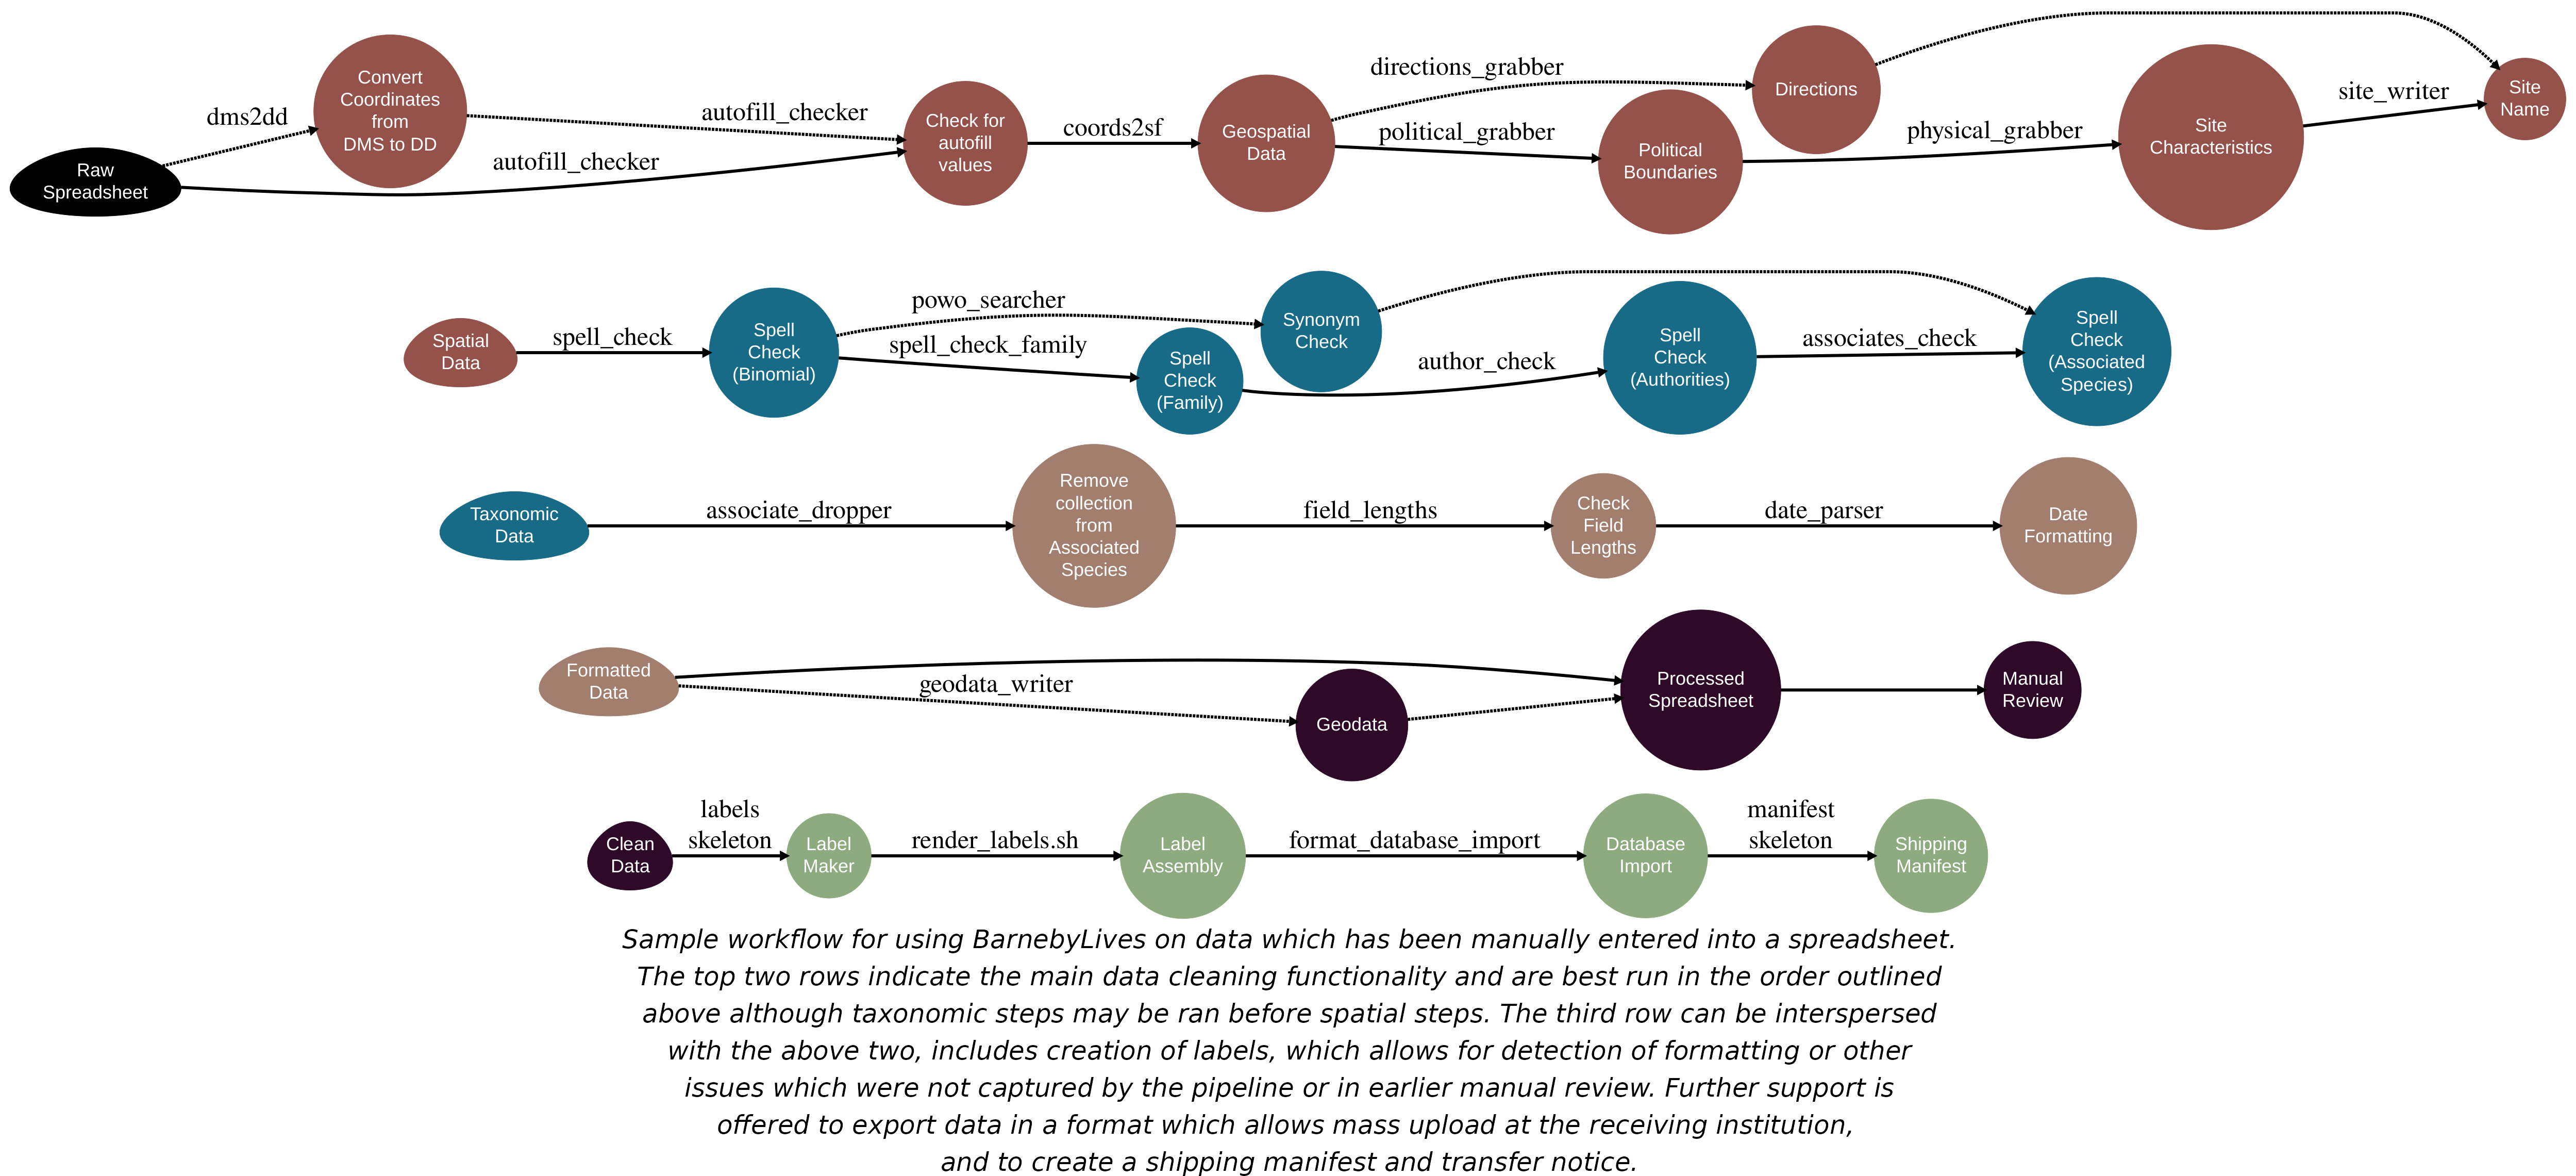 Raw
Spreadsheet
dms2dd
Convert
Coordinates
from
DMS to DD
autofill_checker
autofill_checker
Check for
autofill
values
coords2sf
Geospatial
Data
directions_grabber
political_grabber
Directions
Political
Boundaries
physical_grabber
Site
Characteristics
site_writer
Site
Name
Spatial
Data
spell_check
Spell
Check
(Binomial)
powo_searcher
spell_check_family
Spell
Check
(Family)
Synonym
Check
author_check
Spell
Check
(Authorities)
associates_check
Spell
Check
(Associated
Species)
Taxonomic
Data
associate_dropper
Remove
collection
from
Associated
Species
field_lengths
Check
Field
Lengths
date_parser
Date
Formatting
Formatted
Data
geodata_writer
Geodata
Processed
Spreadsheet
Manual
Review
Clean
Data
labels
skeleton
Label
Maker
render_labels.sh
Label
Assembly
format_database_import
Database
Import
manifest
skeleton
Shipping
Manifest
Sample workflow for using BarnebyLives on data which has been manually entered into a spreadsheet.
The top two rows indicate the main data cleaning functionality and are best run in the order outlined
above although taxonomic steps may be ran before spatial steps. The third row can be interspersed
with the above two, includes creation of labels, which allows for detection of formatting or other
issues which were not captured by the pipeline or in earlier manual review. Further support is
offered to export data in a format which allows mass upload at the receiving institution,
and to create a shipping manifest and transfer notice.